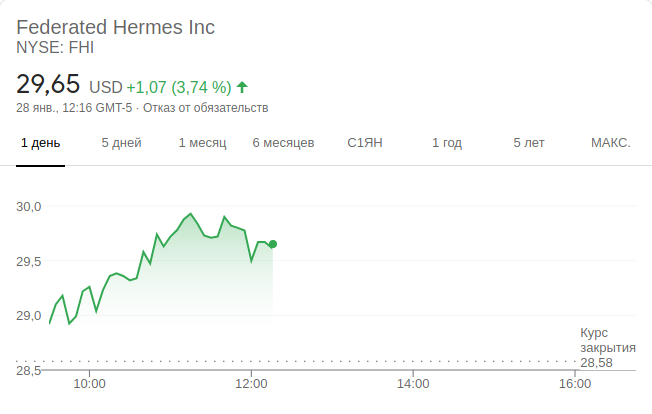 Federated Hermes Inc
NYSE: FHI
29,65 USD +1,07 (3,74 %)
28 янв., 12:16 GMT-5 · Отказ от обязательств
1 день 5 дней 1 месяц 6 месяцев С1ЯН 1 год 5 лет МАКС.
30,0
29,5
29,0
Курс
закрытия
28,58
28,5
10:00 12:00 14:00 16:00